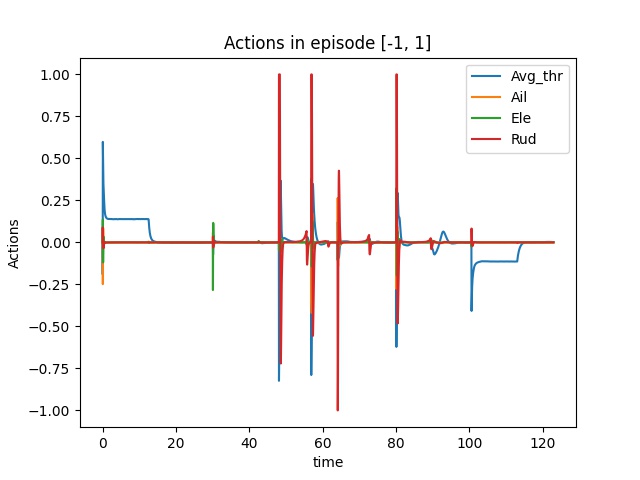 Actions in episode [-1, 1]
Avg_thr
Ail
Ele
Rud
1.00
0.75
0.50
0.25
0.00
−0.25
−0.50
−0.75
−1.00
Actions
0 20 40 60 80 100 120
time